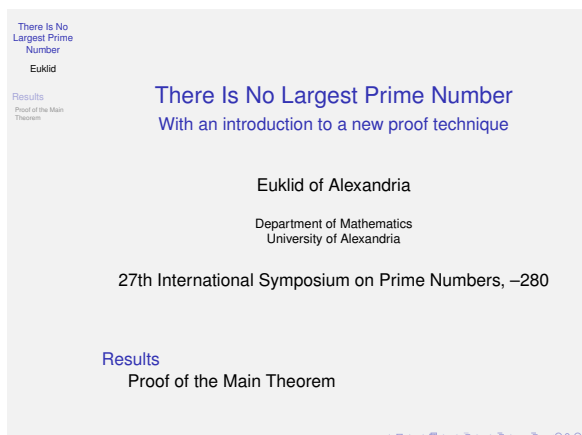 There Is No
Largest Prime
Number
Euklid
Results
Proof of the Main
Theorem
There Is No Largest Prime Number
With an introduction to a new proof technique
Euklid of Alexandria
Department of Mathematics
University of Alexandria
27th International Symposium on Prime Numbers, –280
Results
Proof of the Main Theorem